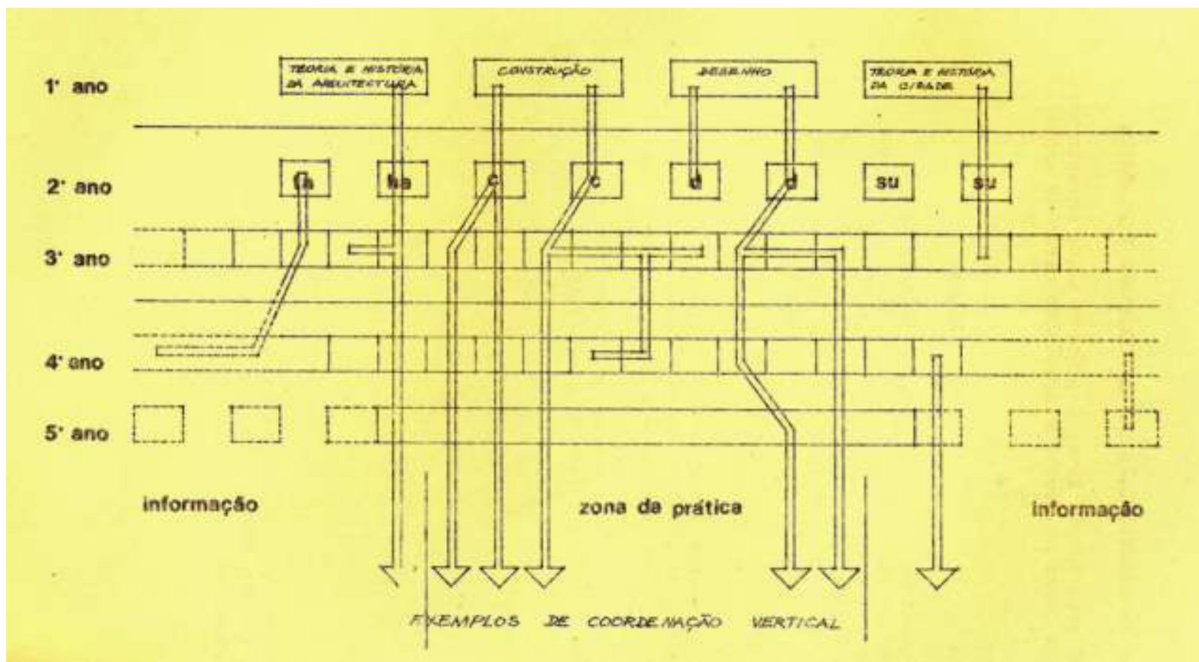 1º ano
TEORIA E HISTÓRIA
DA ARQUITECTURA
CONSTRUÇÃO
DESENHO
TEORIA E HISTÓRIA
DA CIDADE
2º ano
ta ha c c d d su su
3º ano
4º ano
5º ano
informação
zona da prática
informação
EXEMPLOS DE COORDENAÇÃO VERTICAL